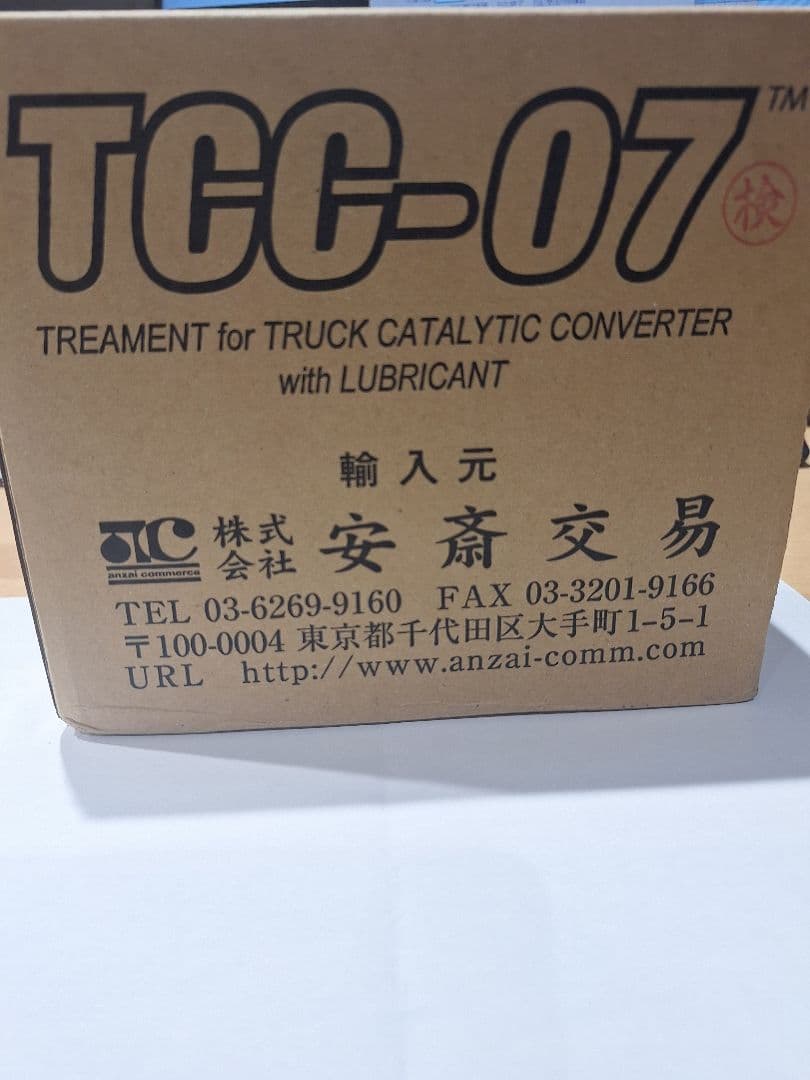 TCC-07 TM
検
TREAMENT for TRUCK CATALYTIC CONVERTER
with LUBRICANT
輸入元
anzai commerce
株式会社 安斎交易
TEL 03-6269-9160 FAX 03-3201-9166
〒100-0004 東京都千代田区大手町1-5-1
URL http://www.anzai-comm.com